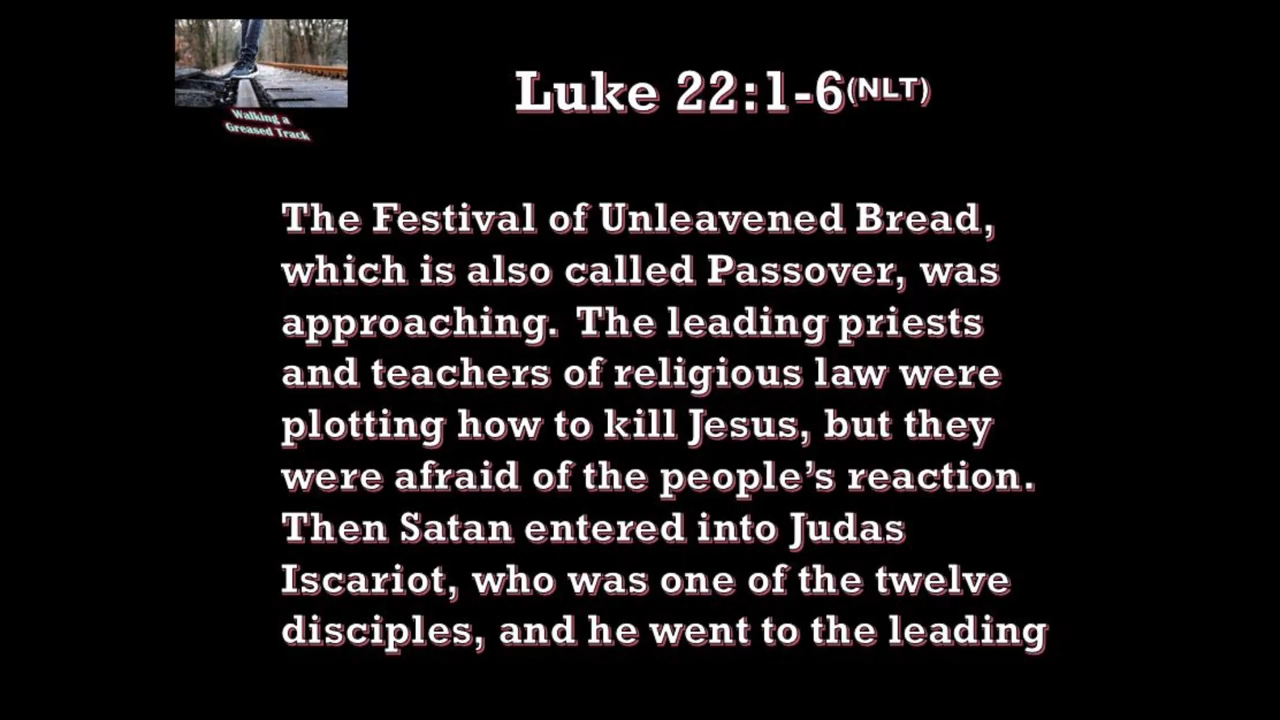 Walking a
Greased Track
Luke 22:1-6(NLT)
The Festival of Unleavened Bread,
which is also called Passover, was
approaching. The leading priests
and teachers of religious law were
plotting how to kill Jesus, but they
were afraid of the people’s reaction.
Then Satan entered into Judas
Iscariot, who was one of the twelve
disciples, and he went to the leading